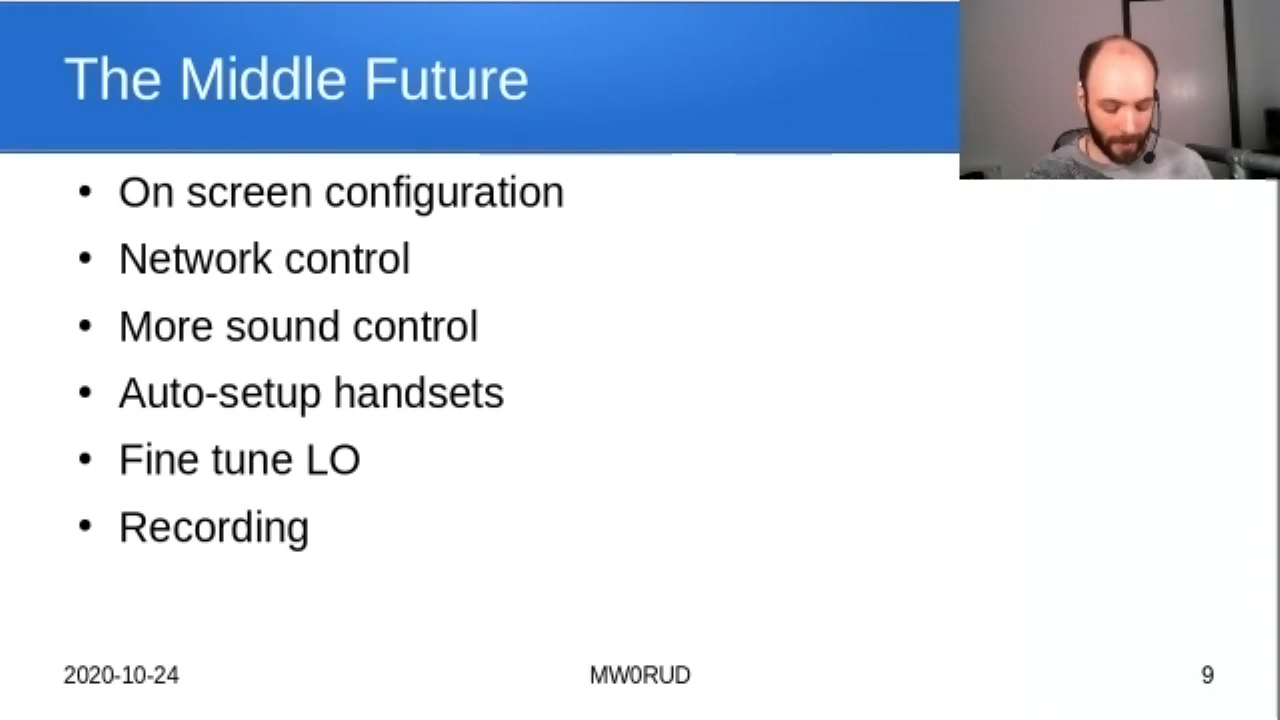 The Middle Future
On screen configuration
Network control
More sound control
Auto-setup handsets
Fine tune LO
Recording
2020-10-24
MW0RUD
9